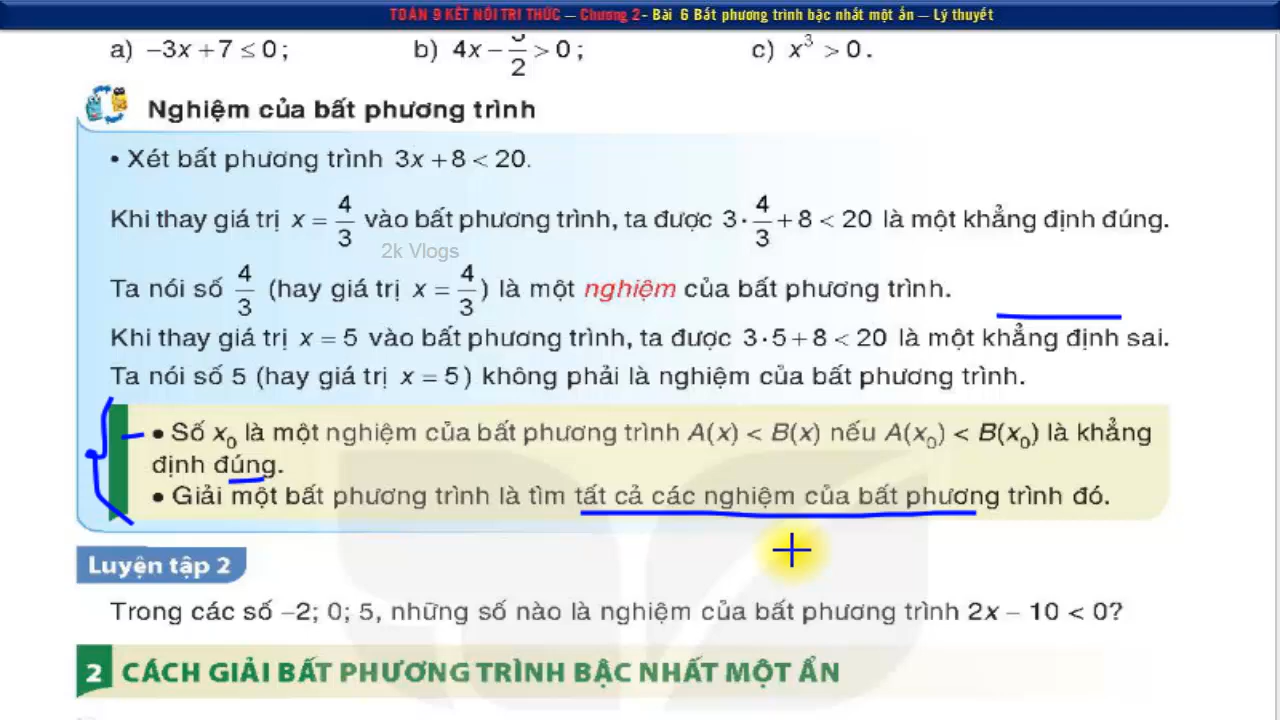 TOÁN 9 KẾT NỐI TRI THỨC – Chương 2- Bài 6 Bất phương trình bậc nhất một ẩn – Lý thuyết
a) −3x + 7 ≤ 0; b) 4x − /2 > 0; c) x³ > 0.
Nghiệm của bất phương trình
• Xét bất phương trình 3x + 8 < 20.
Khi thay giá trị x = 4/3 vào bất phương trình, ta được 3 · 4/3 + 8 < 20 là một khẳng định đúng.
2k Vlogs
Ta nói số 4/3 (hay giá trị x = 4/3) là một nghiệm của bất phương trình.
Khi thay giá trị x = 5 vào bất phương trình, ta được 3 · 5 + 8 < 20 là một khẳng định sai.
Ta nói số 5 (hay giá trị x = 5) không phải là nghiệm của bất phương trình.
• Số x₀ là một nghiệm của bất phương trình A(x) < B(x) nếu A(x₀) < B(x₀) là khẳng
định đúng.
• Giải một bất phương trình là tìm tất cả các nghiệm của bất phương trình đó.
Luyện tập 2
Trong các số −2; 0; 5, những số nào là nghiệm của bất phương trình 2x − 10 < 0?
2 CÁCH GIẢI BẤT PHƯƠNG TRÌNH BẬC NHẤT MỘT ẨN